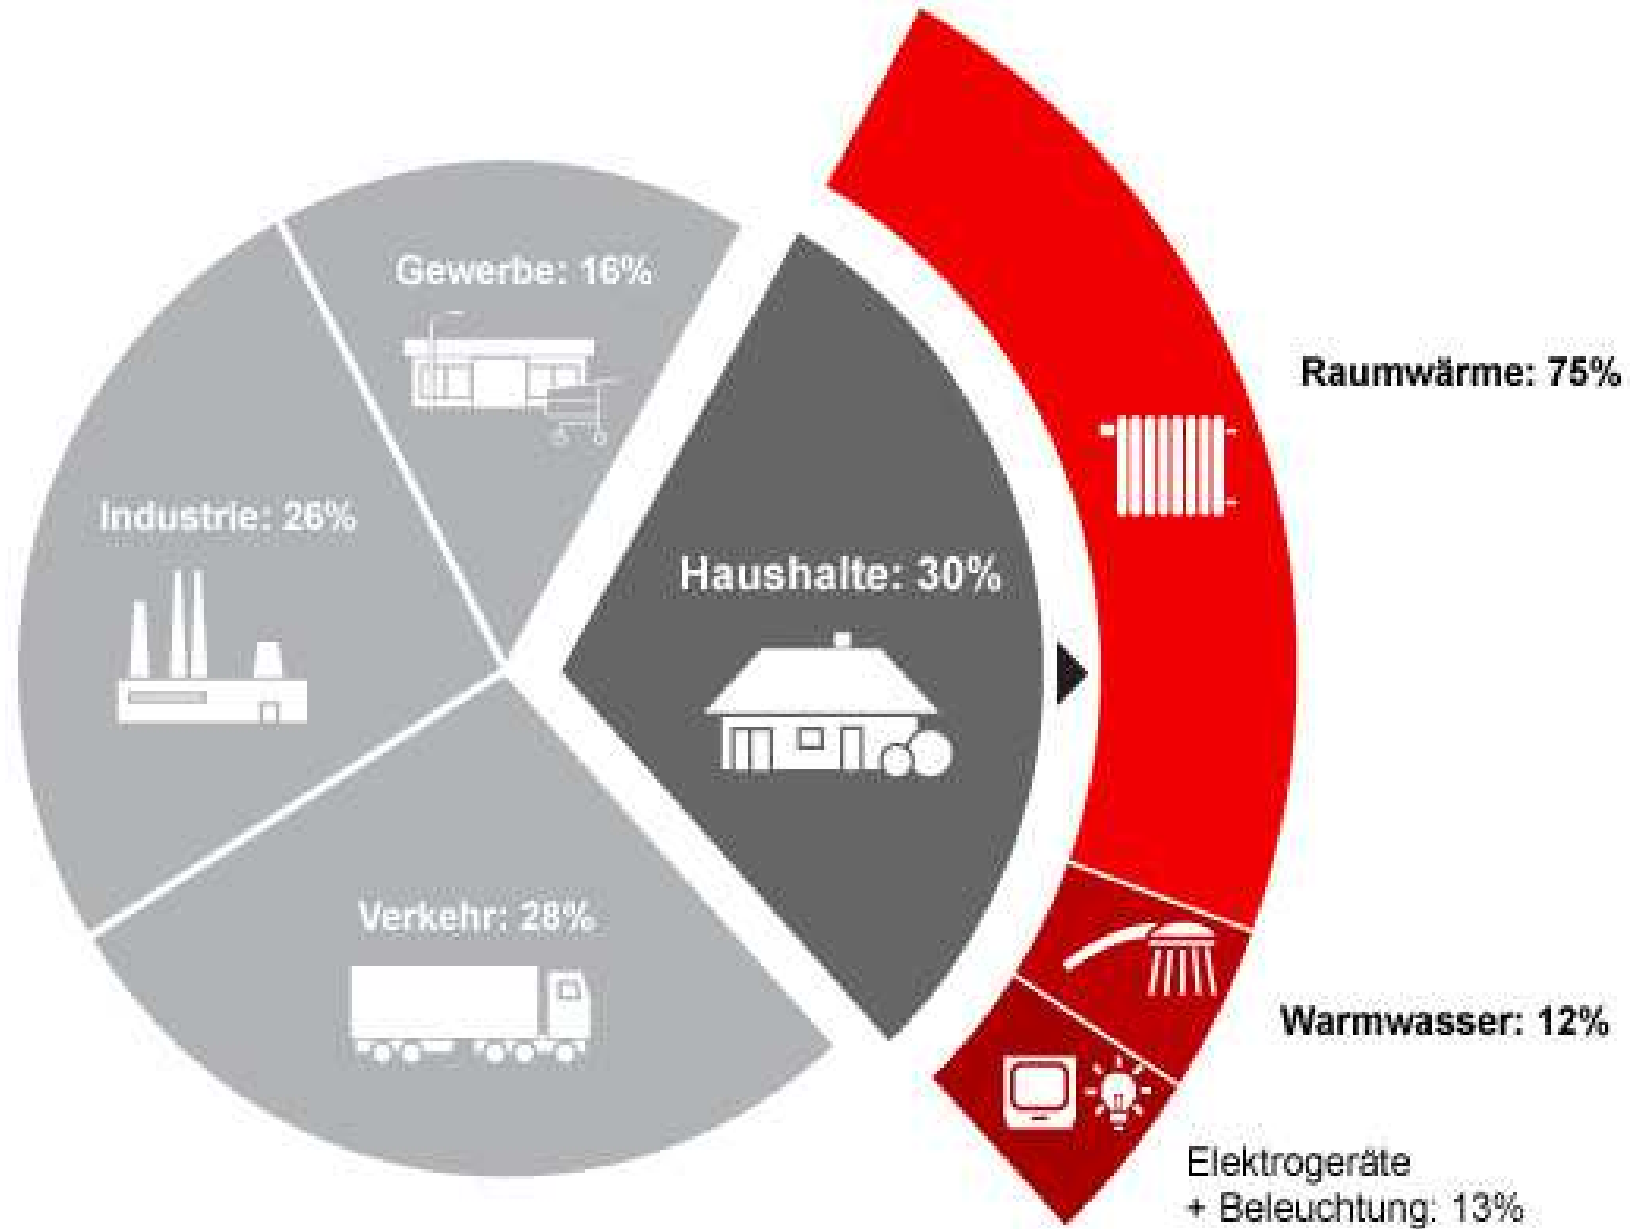 Gewerbe: 16%
Industrie: 26%
Haushalte: 30%
Verkehr: 28%
Raumwärme: 75%
Warmwasser: 12%
Elektrogeräte
+ Beleuchtung: 13%